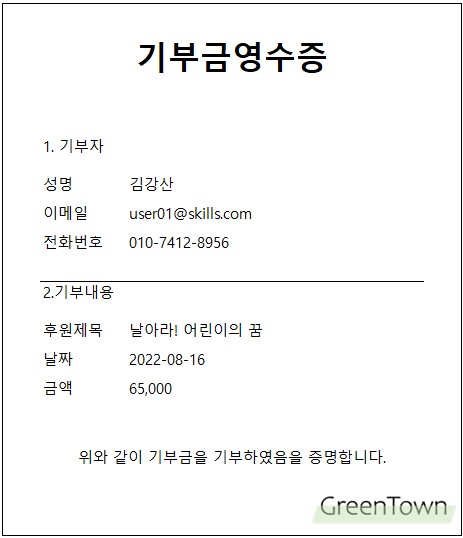 기부금영수증
1. 기부자
성명 김강산
이메일 user01@skills.com
전화번호 010-7412-8956
2.기부내용
후원제목 날아라! 어린이의 꿈
날짜 2022-08-16
금액 65,000
위와 같이 기부금을 기부하였음을 증명합니다.
GreenTown